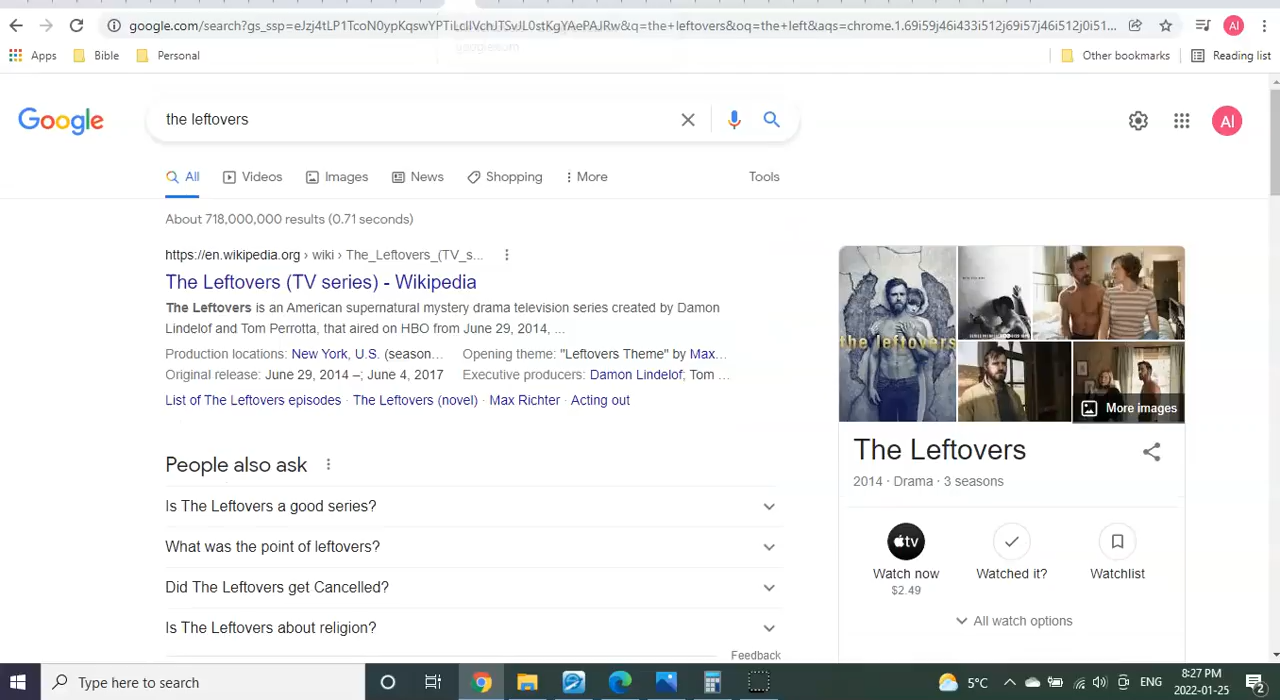 google.com/search?gs_ssp=eJzj4tLP1TcoN0ypKqswYPTiLclIVchJTSvJL0stKgYAePAJRw&q=the+leftovers&oq=the+left&aqs=chrome.1.69i59j46i433i512j69i57j46i512j0i51...
AI
Apps Bible Personal Other bookmarks Reading list
Google
the leftovers
AI
All Videos Images News Shopping More Tools
About 718,000,000 results (0.71 seconds)
https://en.wikipedia.org › wiki › The_Leftovers_(TV_s...
The Leftovers (TV series) - Wikipedia
The Leftovers is an American supernatural mystery drama television series created by Damon
Lindelof and Tom Perrotta, that aired on HBO from June 29, 2014, ...
Production locations: New York, U.S. (season... Opening theme: "Leftovers Theme" by Max...
Original release: June 29, 2014 –; June 4, 2017 Executive producers: Damon Lindelof; Tom ...
List of The Leftovers episodes · The Leftovers (novel) · Max Richter · Acting out
People also ask
Is The Leftovers a good series?
What was the point of leftovers?
Did The Leftovers get Cancelled?
Is The Leftovers about religion?
Feedback
the leftovers
More images
The Leftovers
2014 · Drama · 3 seasons
tv
Watch now Watched it? Watchlist
$2.49
All watch options
Type here to search
5°C ENG 8:27 PM
2022-01-25
2